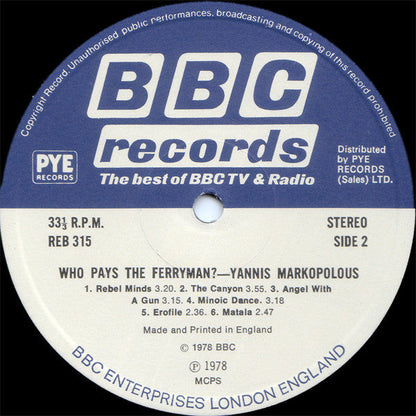 Copyright Record. Unauthorised public performances, broadcasting and copying of this record prohibited
BBC
records
The best of BBC TV & Radio
PYE
RECORDS
Distributed
by PYE
RECORDS
(Sales) LTD.
33⅓ R.P.M.
STEREO
REB 315
SIDE 2
WHO PAYS THE FERRYMAN?—YANNIS MARKOPOLOUS
1. Rebel Minds 3.20. 2. The Canyon 3.55. 3. Angel With
A Gun 3.15. 4. Minoic Dance. 3.18
5. Erofile 2.36. 6. Matala 2.47
Made and Printed in England
© 1978 BBC
℗ 1978
MCPS
BBC ENTERPRISES LONDON ENGLAND